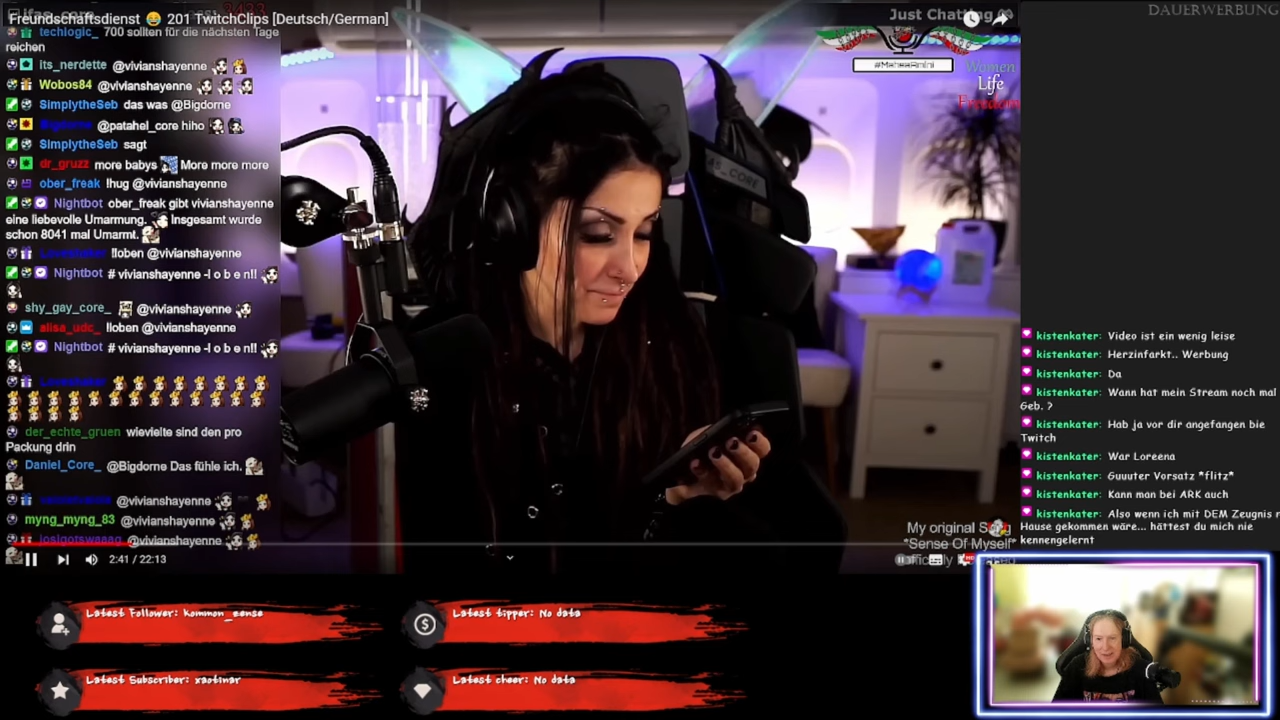 Freundschaftsdienst 😂 201 TwitchClips [Deutsch/German]
Just Chatting
DAUERWERBUNG
techlogic_ 700 sollten für die nächsten Tage
reichen
its_nerdette @vivianshayenne
Wobos84 @vivianshayenne
SimplytheSeb das was @Bigdorne
Bigdorne @patahel_core hiho
SimplytheSeb sagt
dr_gruzz more babys More more more
ober_freak !hug @vivianshayenne
Nightbot ober_freak gibt vivianshayenne
eine liebevolle Umarmung. Insgesamt wurde
schon 8041 mal Umarmt.
!loben @vivianshayenne
Nightbot # vivianshayenne -l o b e n!!
shy_gay_core_ @vivianshayenne
alisa_udc_ !loben @vivianshayenne
Nightbot # vivianshayenne -l o b e n!!
der_echte_gruen wievielte sind den pro
Packung drin
Daniel_Core_ @Bigdorne Das fühle ich.
@vivianshayenne
myng_myng_83 @vivianshayenne
@vivianshayenne
#MahsaAmini
Women
Life
Freedom
My original Song
"Sense Of Myself"
2:41 / 22:13
kistenkater: Video ist ein wenig leise
kistenkater: Herzinfarkt.. Werbung
kistenkater: Da
kistenkater: Wann hat mein Stream noch mal
Geb. ?
kistenkater: Hab ja vor dir angefangen bie
Twitch
kistenkater: War Loreena
kistenkater: Guuuter Vorsatz *flitz*
kistenkater: Kann man bei ARK auch
kistenkater: Also wenn ich mit DEM Zeugnis
Hause gekommen wäre... hättest du mich nie
kennengelernt
Latest Follower: Kommon_zense
Latest tipper: No data
Latest Subscriber: xaotinar
Latest cheer: No data